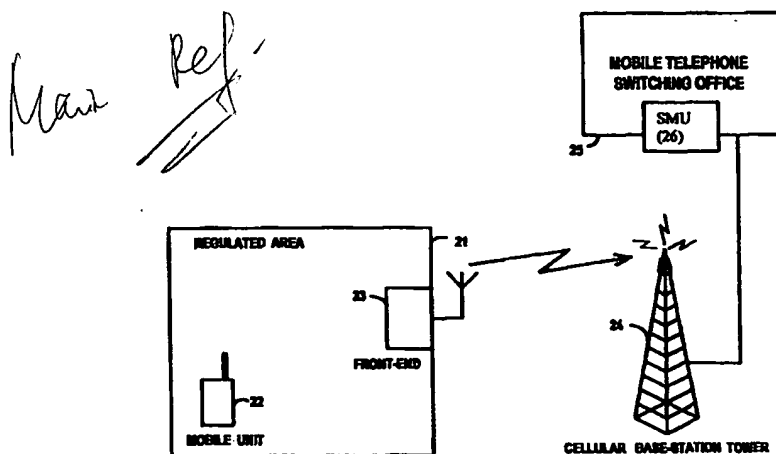 Main Ref.
MOBILE TELEPHONE
SWITCHING OFFICE
SMU
(26)
25
REGULATED AREA
21
23
FRONT-END
24
22
MOBILE UNIT
CELLULAR BASE-STATION TOWER